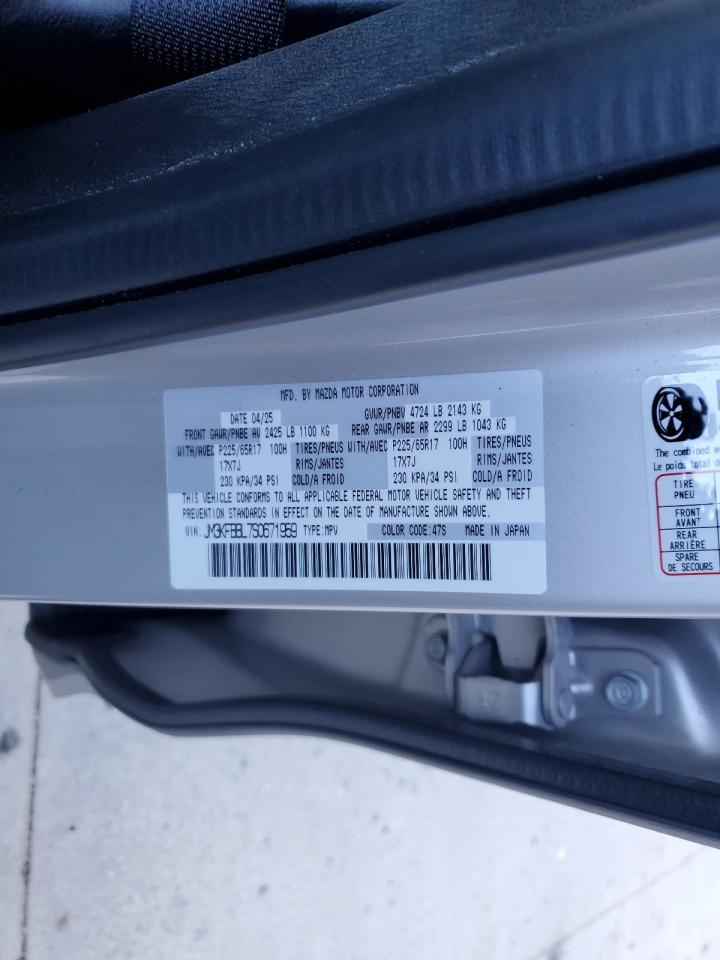 MFD. BY MAZDA MOTOR CORPORATION
DATE 04/25 GVWR/PNBV 4724 LB 2143 KG
FRONT GAWR/PNBE AV 2425 LB 1100 KG REAR GAWR/PNBE AR 2299 LB 1043 KG
WITH/AVEC P225/65R17 100H TIRES/PNEUS WITH/AVEC P225/65R17 100H TIRES/PNEUS
17X7J RIMS/JANTES 17X7J RIMS/JANTES
230 KPA/34 PSI COLD/A FROID 230 KPA/34 PSI COLD/A FROID
THIS VEHICLE CONFORMS TO ALL APPLICABLE FEDERAL MOTOR VEHICLE SAFETY AND THEFT
PREVENTION STANDARDS IN EFFECT ON THE DATE OF MANUFACTURE SHOWN ABOVE.
VIN: JM3KFBBL7S0671959 TYPE:MPV COLOR CODE:47S MADE IN JAPAN
The combined
Le poids total d
TIRE
PNEU
FRONT
AVANT
REAR
ARRIÈRE
SPARE
DE SECOURS